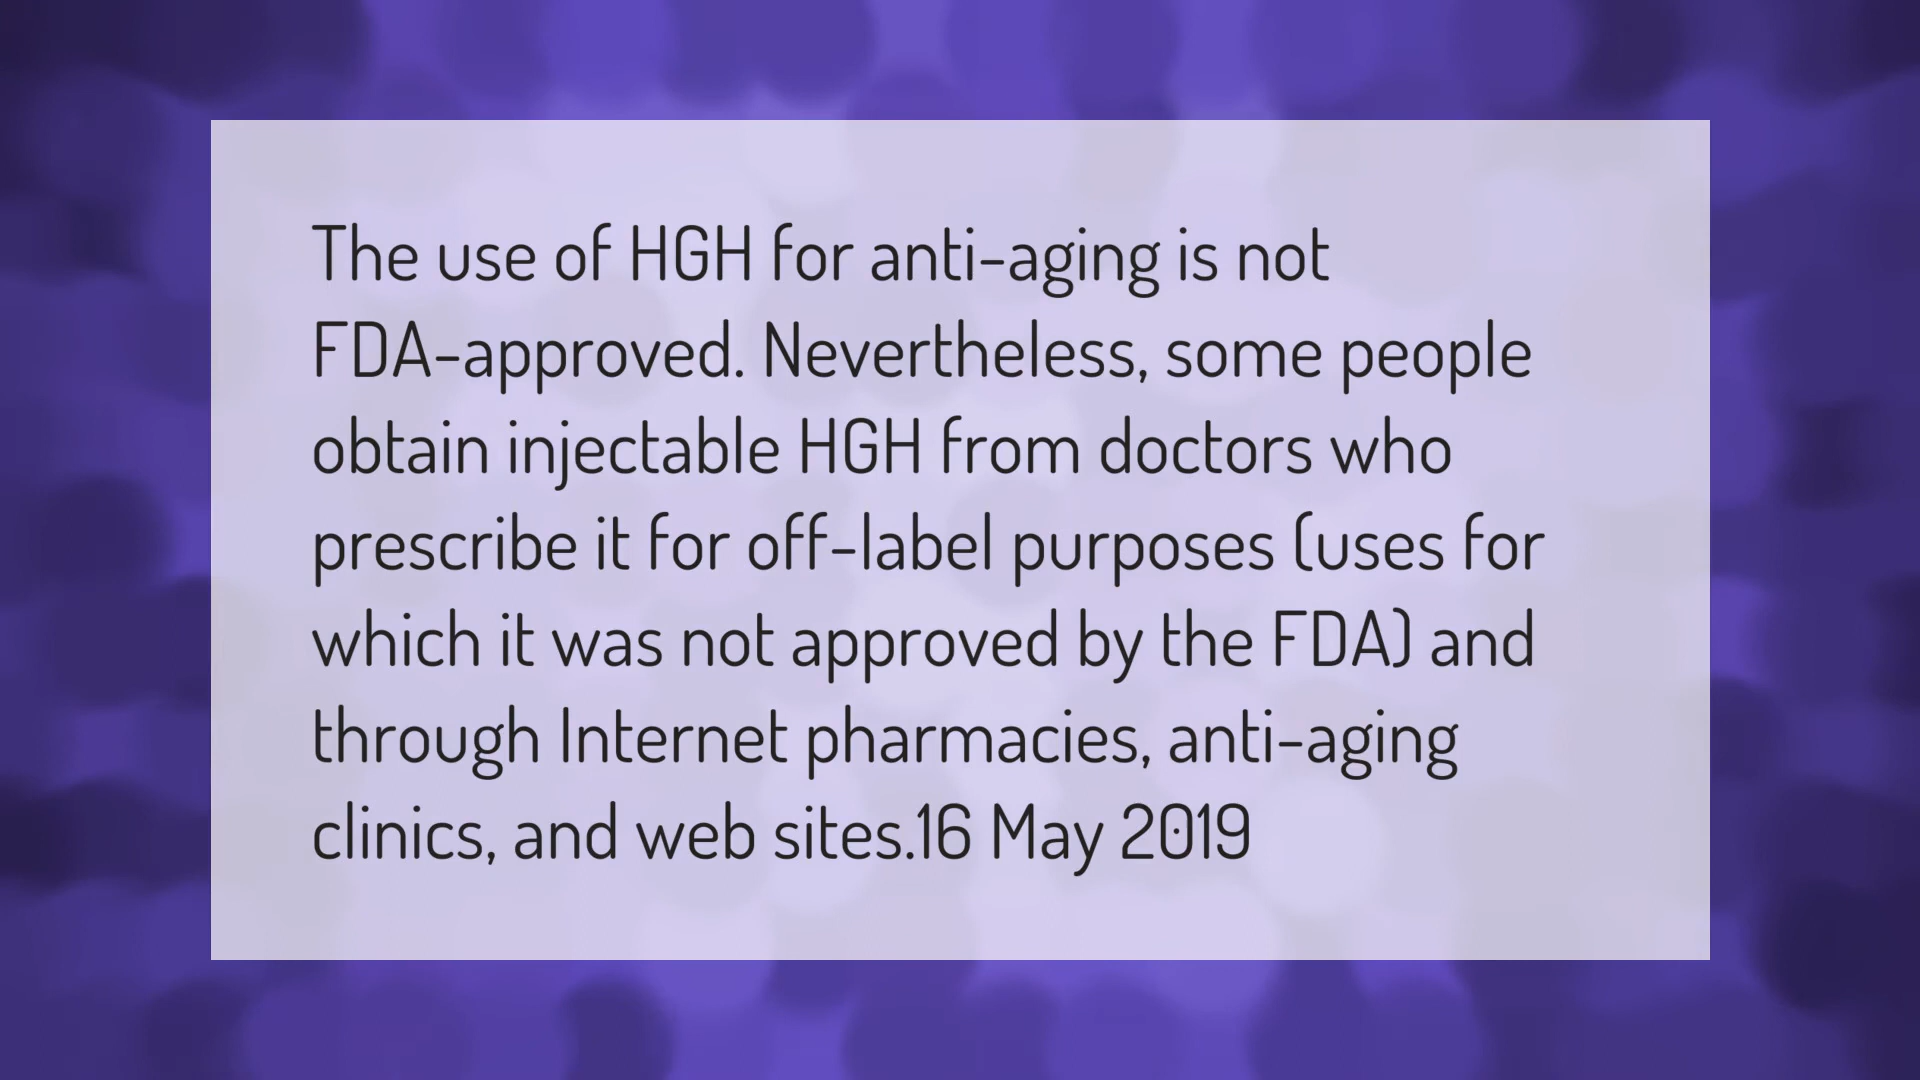 The use of HGH for anti-aging is not
FDA-approved. Nevertheless, some people
obtain injectable HGH from doctors who
prescribe it for off-label purposes (uses for
which it was not approved by the FDA) and
through Internet pharmacies, anti-aging
clinics, and web sites.16 May 2019